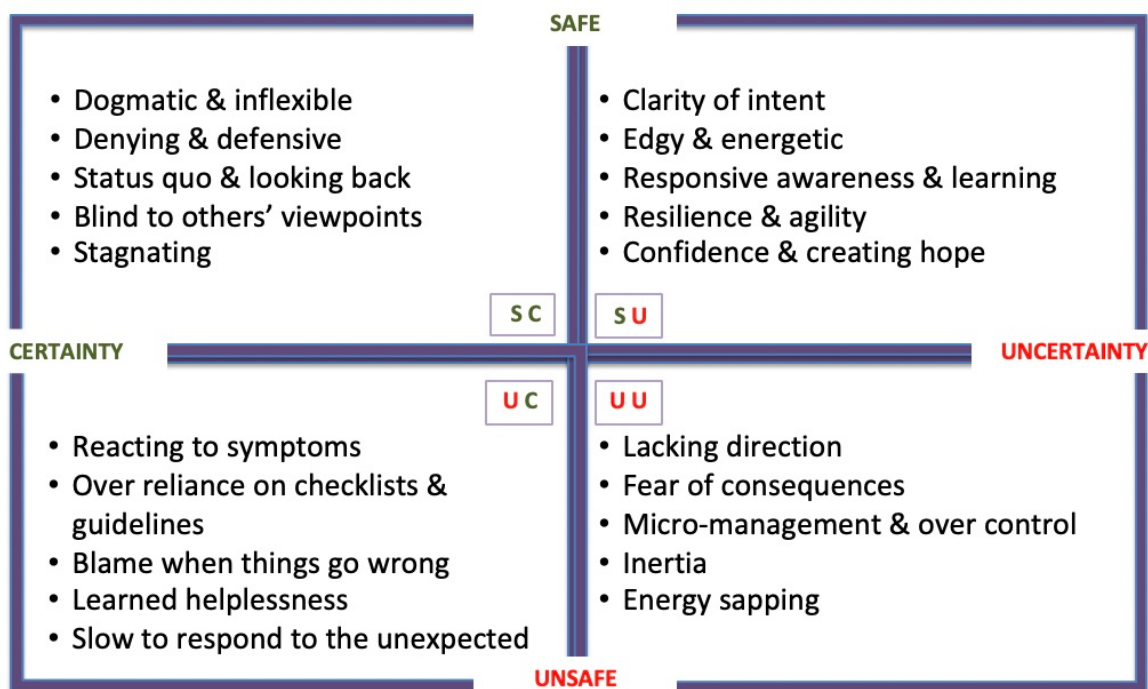 SAFE
• Dogmatic & inflexible
• Denying & defensive
• Status quo & looking back
• Blind to others’ viewpoints
• Stagnating
S C
• Clarity of intent
• Edgy & energetic
• Responsive awareness & learning
• Resilience & agility
• Confidence & creating hope
S U
CERTAINTY
UNCERTAINTY
U C
• Reacting to symptoms
• Over reliance on checklists &
guidelines
• Blame when things go wrong
• Learned helplessness
• Slow to respond to the unexpected
U U
• Lacking direction
• Fear of consequences
• Micro-management & over control
• Inertia
• Energy sapping
UNSAFE